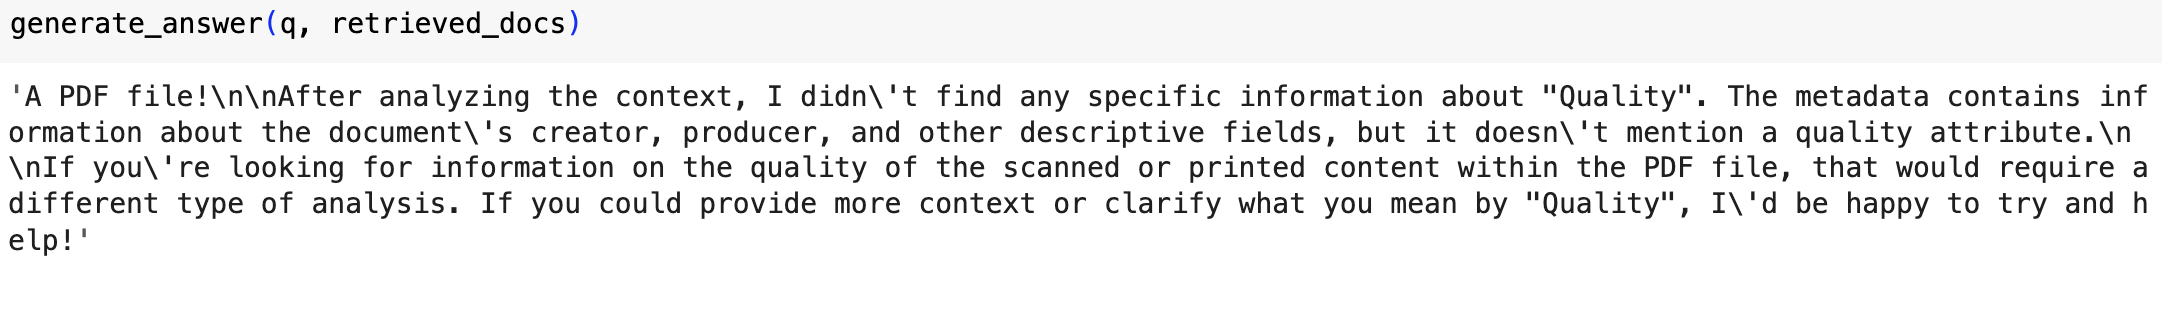 generate_answer(q, retrieved_docs)
'A PDF file!\n\nAfter analyzing the context, I didn\'t find any specific information about "Quality". The metadata contains inf
ormation about the document\'s creator, producer, and other descriptive fields, but it doesn\'t mention a quality attribute.\n
\nIf you\'re looking for information on the quality of the scanned or printed content within the PDF file, that would require a
different type of analysis. If you could provide more context or clarify what you mean by "Quality", I\'d be happy to try and h
elp!'